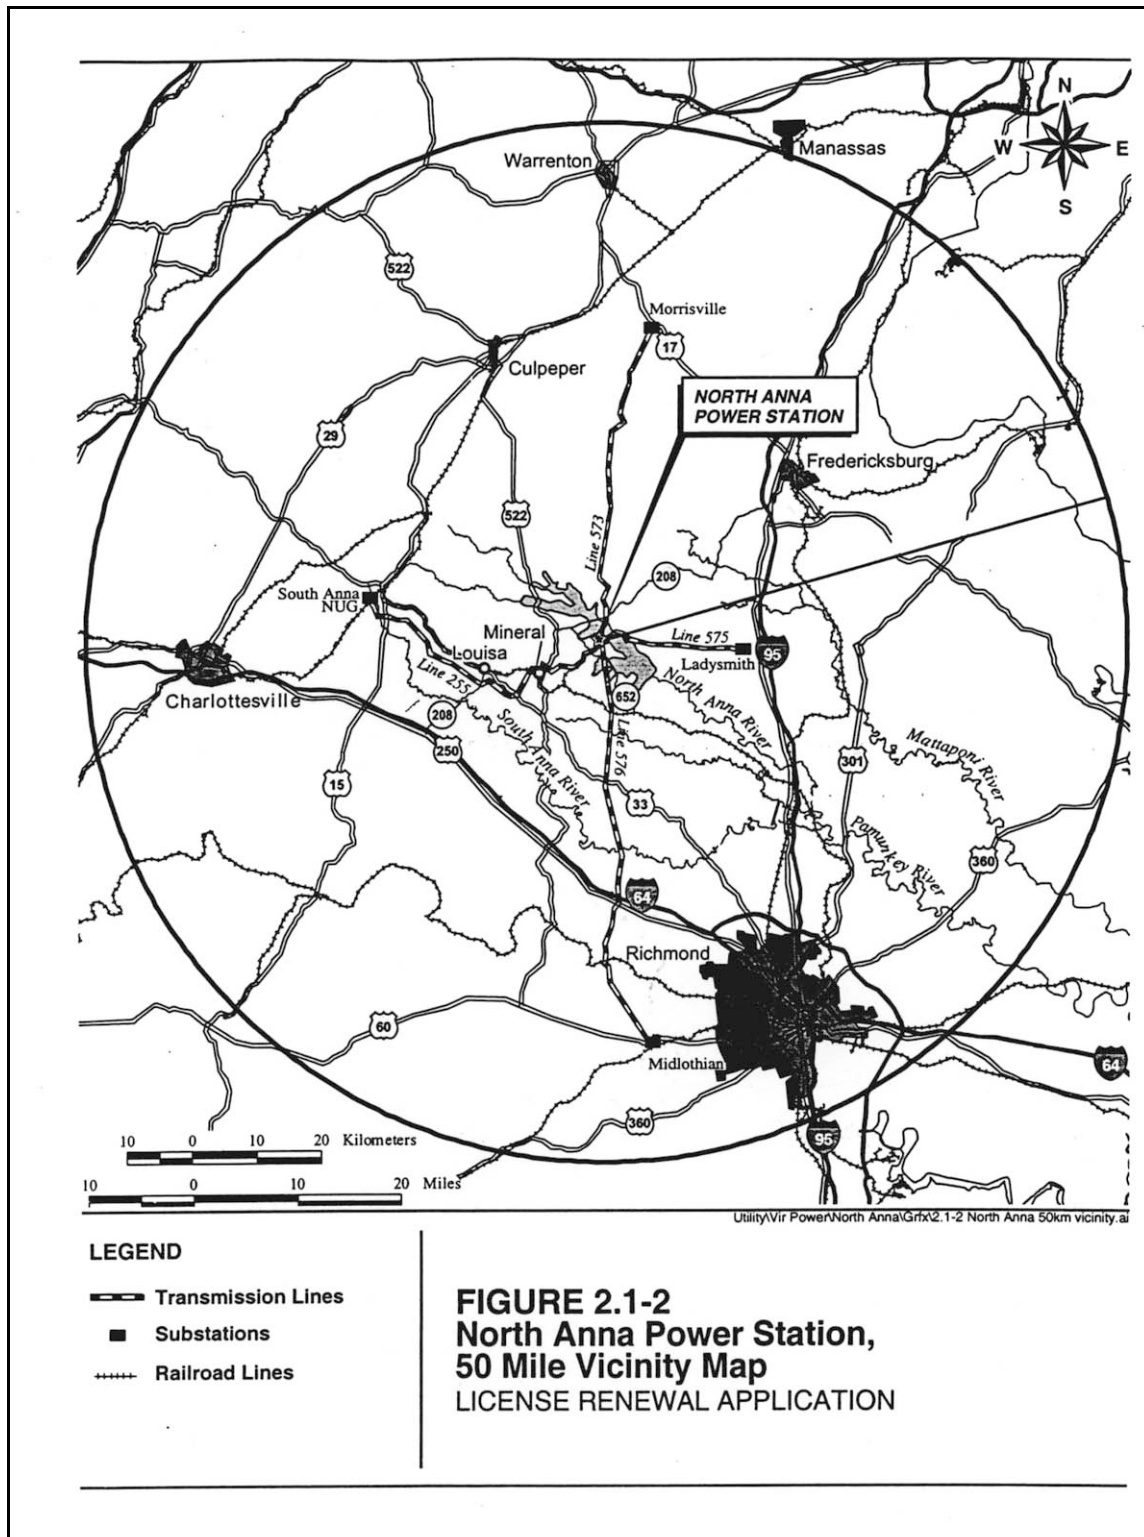 N
W
E
S
Warrenton
Manassas
522
Morrisville
17
Culpeper
NORTH ANNA
POWER STATION
29
Fredericksburg
522
Line 573
208
South Anna
NUG
Mineral
Louisa
Line 575
Ladysmith
95
Line 255
Charlottesville
208
652
North Anna River
South Anna River
Line 576
250
Mattaponi River
301
15
33
Pamunkey River
360
64
Richmond
60
Midlothian
64
360
95
10 0 10 20 Kilometers
10 0 10 20 Miles
Utility\Vir Power\North Anna\Grfx\2.1-2 North Anna 50km vicinity.ai
LEGEND
Transmission Lines
Substations
Railroad Lines
FIGURE 2.1-2
North Anna Power Station,
50 Mile Vicinity Map
LICENSE RENEWAL APPLICATION